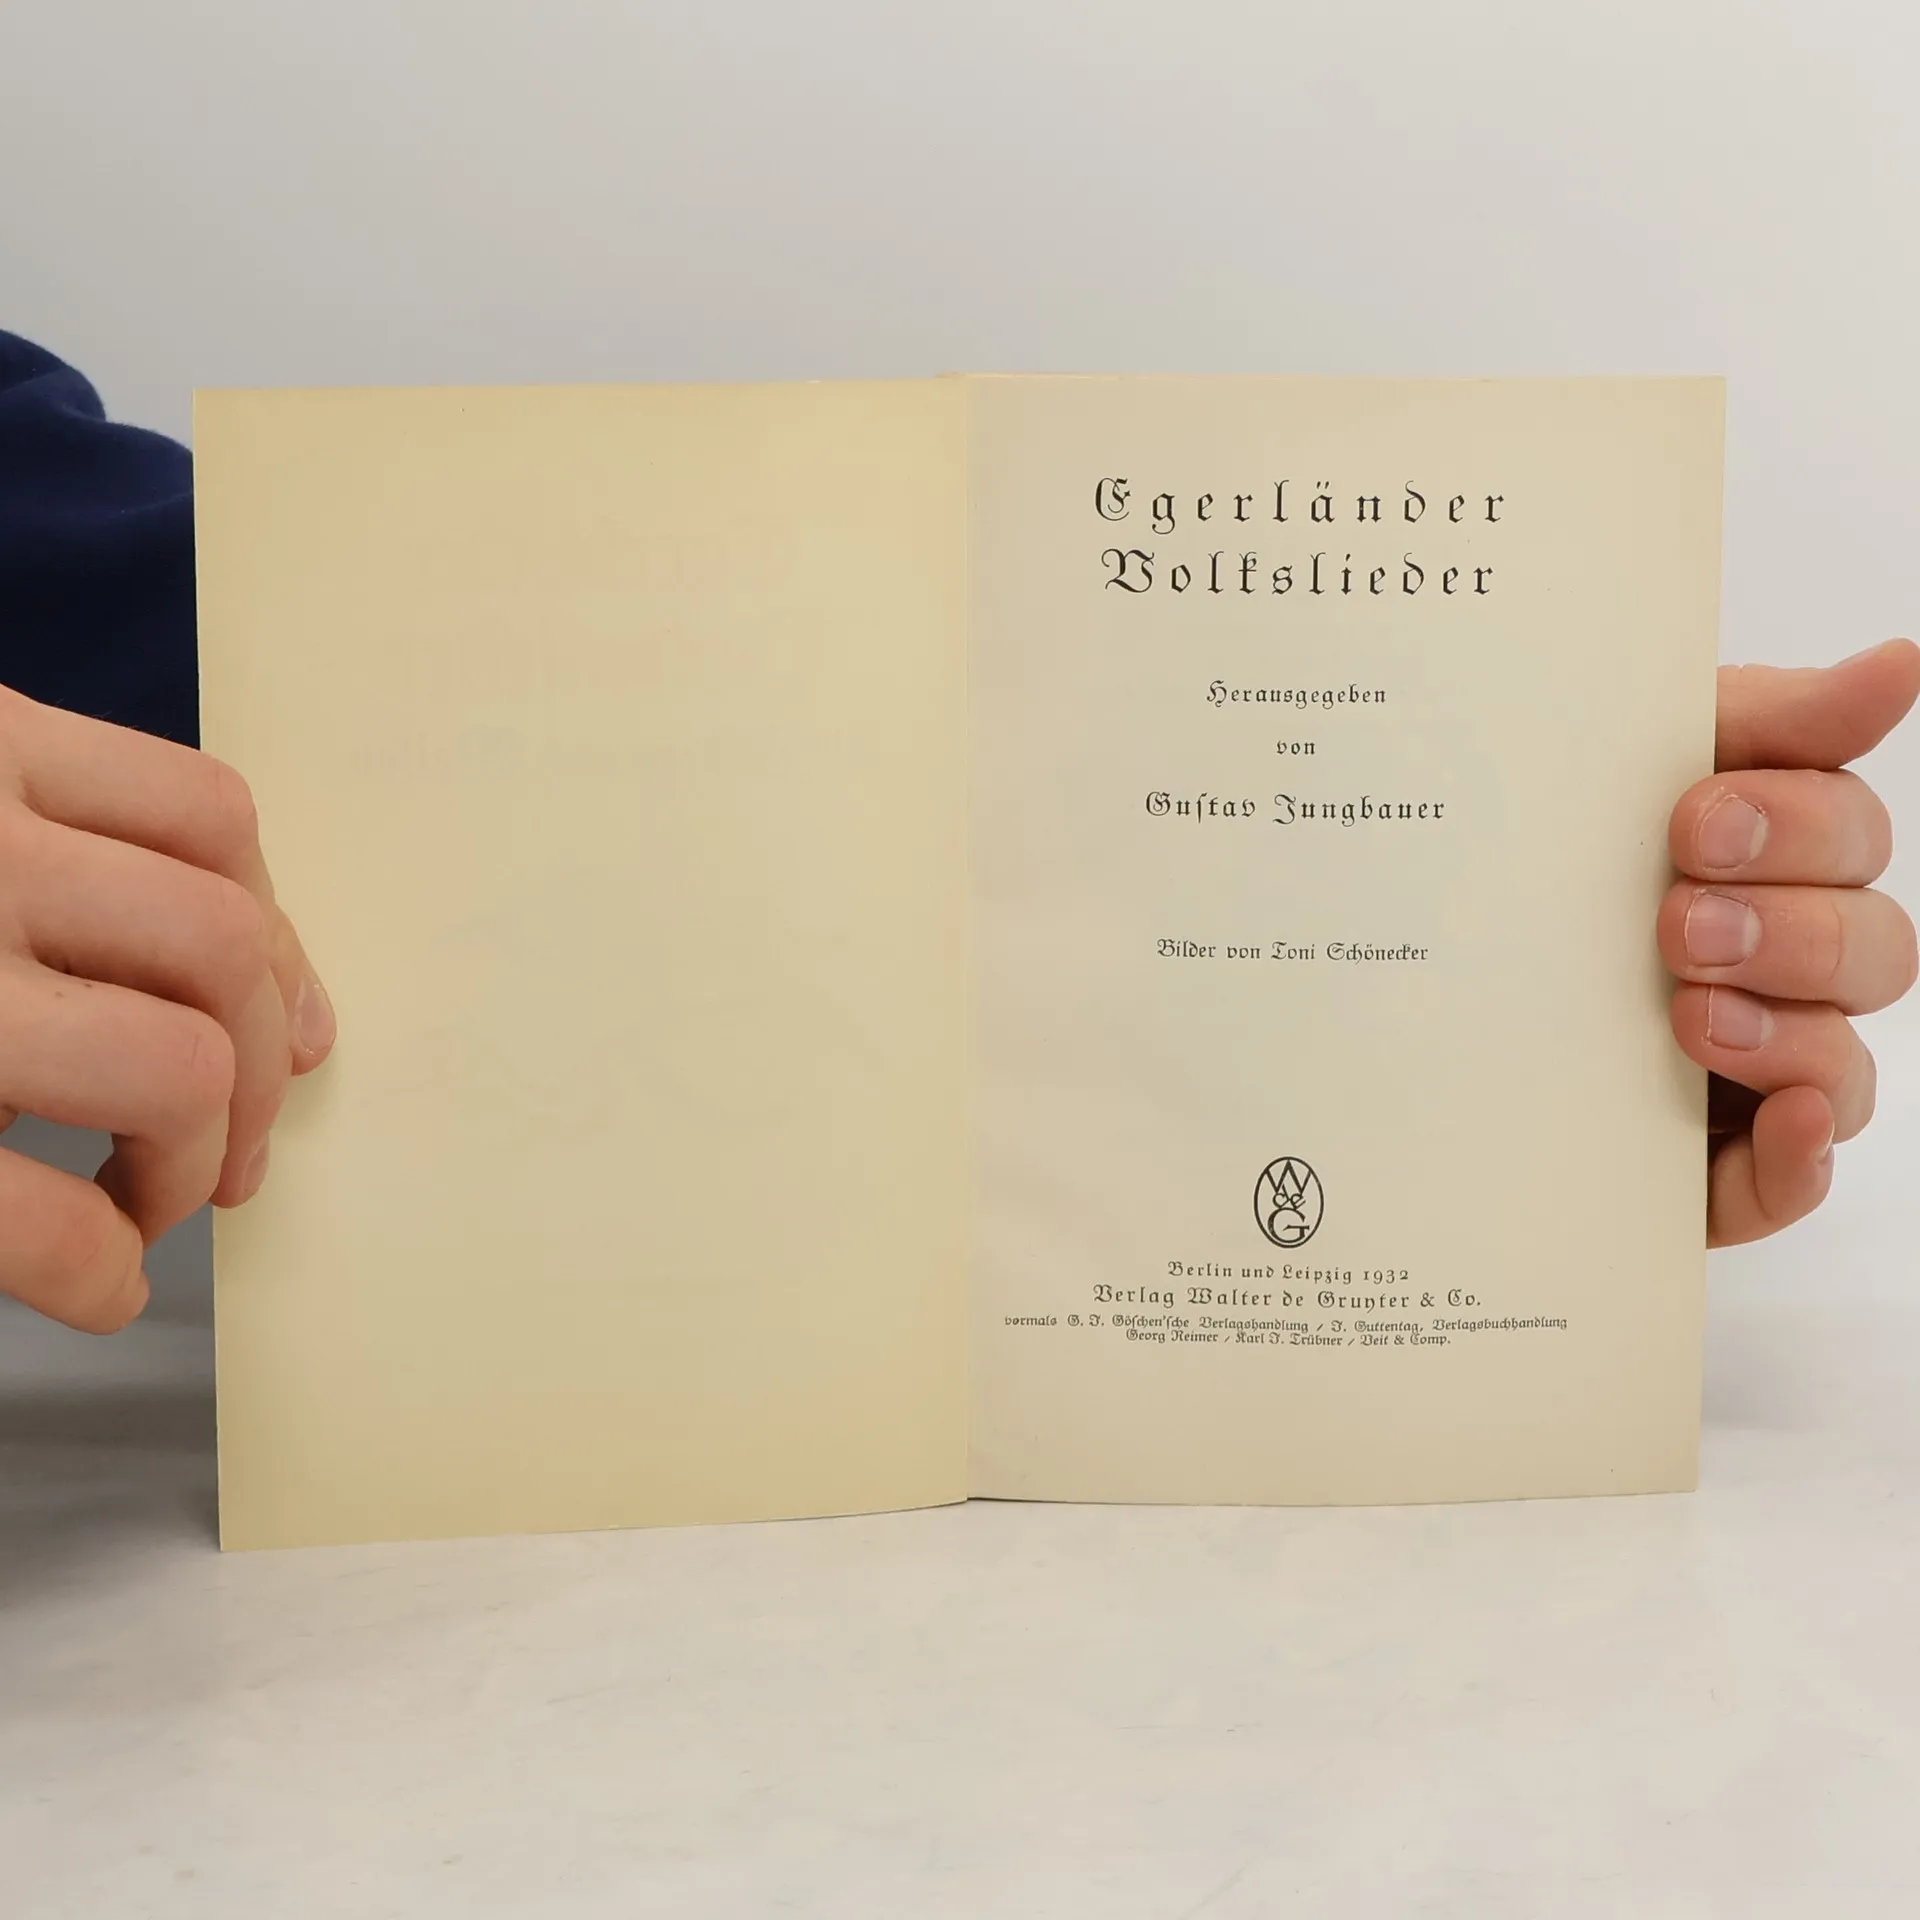 Egerländer
Volkslieder
Herausgegeben
von
Guſtav Jungbauer
Bilder von Toni Schönecker
W
de
G
Berlin und Leipzig 1932
Verlag Walter de Gruyter & Co.
vormals G. J. Göſchen'ſche Verlagshandlung / J. Guttentag, Verlagsbuchhandlung
Georg Reimer / Karl J. Trübner / Veit & Comp.